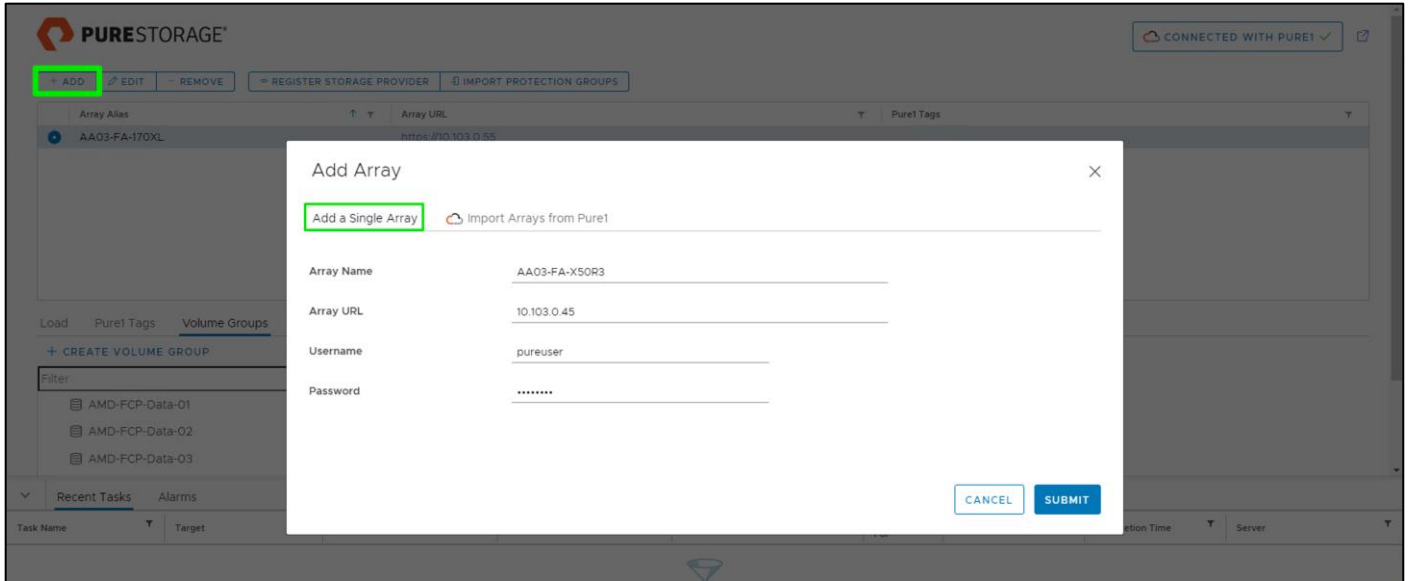 PURESTORAGE®
CONNECTED WITH PURE1
+ ADD EDIT − REMOVE REGISTER STORAGE PROVIDER IMPORT PROTECTION GROUPS
Array Alias Array URL Pure1 Tags
AA03-FA-170XL https://10.103.0.55
Add Array
Add a Single Array Import Arrays from Pure1
Array Name AA03-FA-X50R3
Array URL 10.103.0.45
Username pureuser
Password ••••••••
Load Pure1 Tags Volume Groups
+ CREATE VOLUME GROUP
Filter
AMD-FCP-Data-01
AMD-FCP-Data-02
AMD-FCP-Data-03
CANCEL SUBMIT
Recent Tasks Alarms
Task Name Target etion Time Server